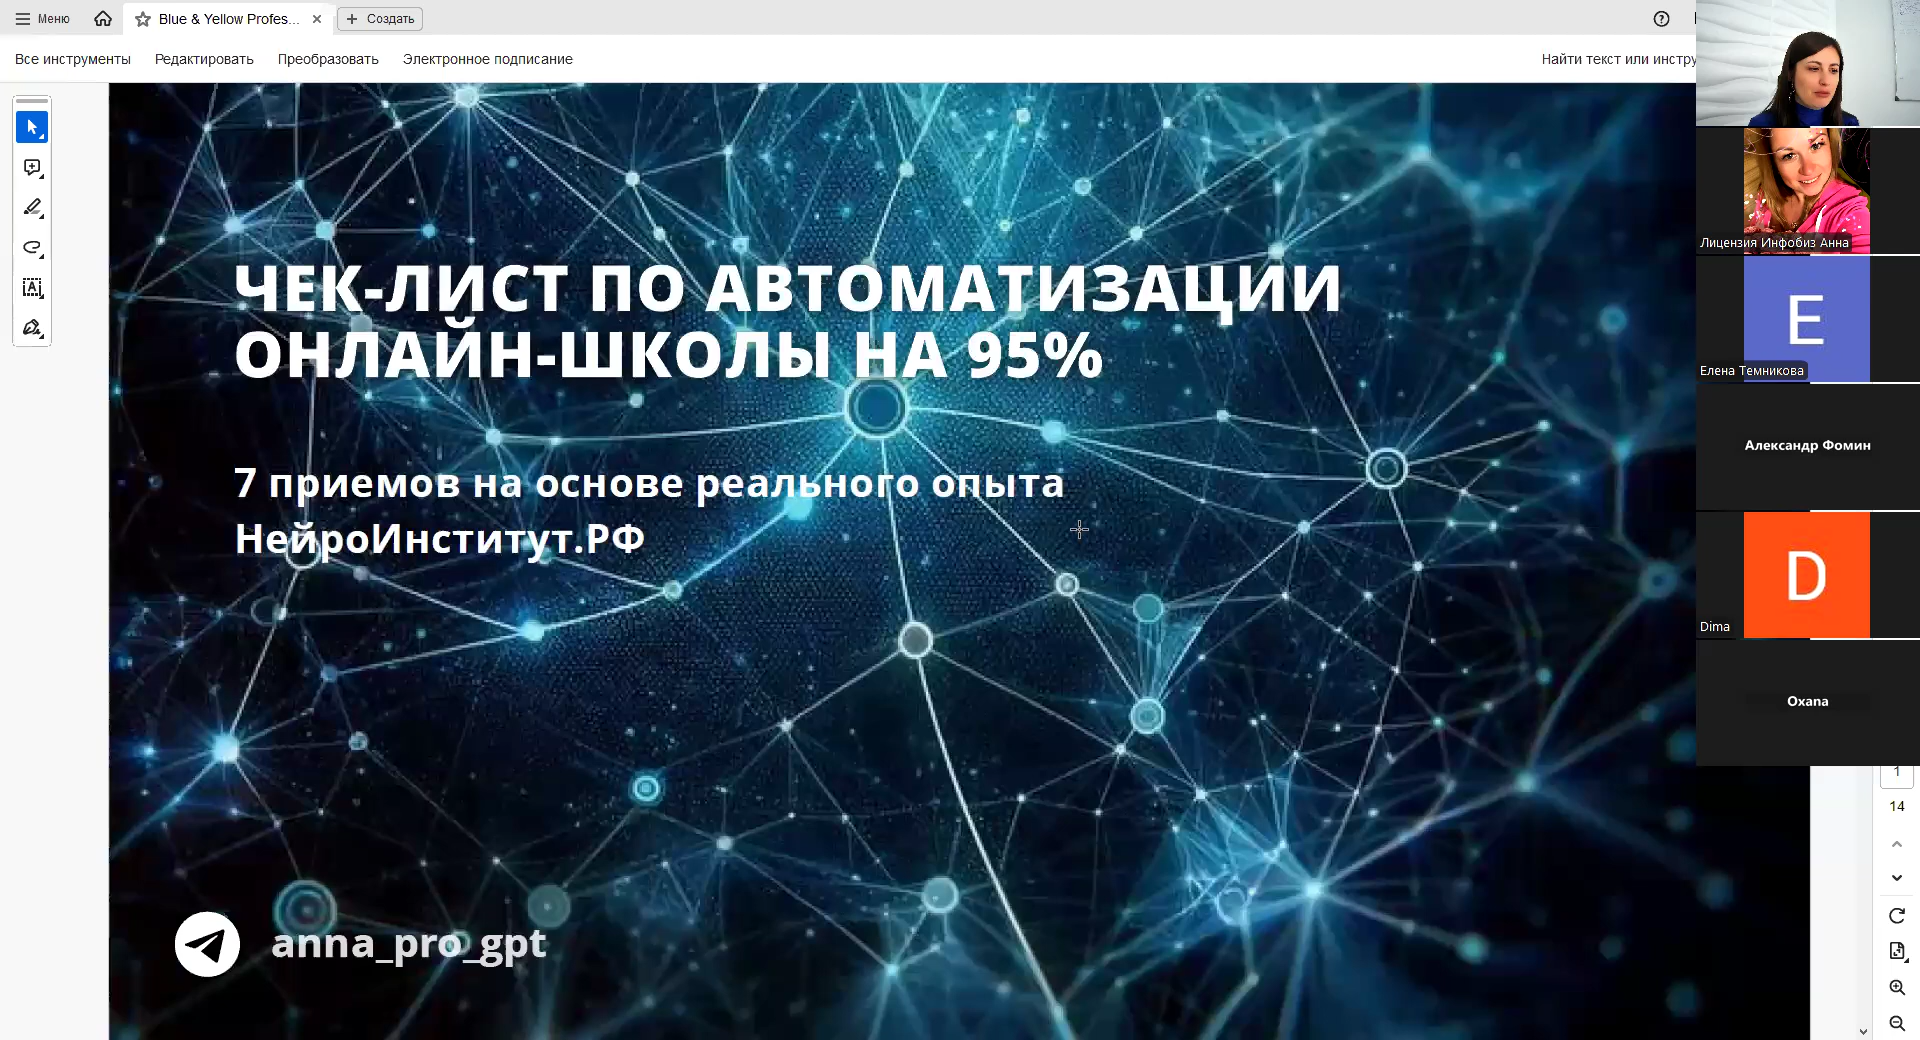 Меню
Blue & Yellow Profes...
Создать
Все инструменты
Редактировать
Преобразовать
Электронное подписание
Найти текст или инстру
ЧЕК-ЛИСТ ПО АВТОМАТИЗАЦИИ
ОНЛАЙН-ШКОЛЫ НА 95%
7 приемов на основе реального опыта
НейроИнститут.РФ
anna_pro_gpt
Лицензия Инфобиз Анна
E
Елена Темникова
Александр Фомин
D
Dima
Oxana
1
14